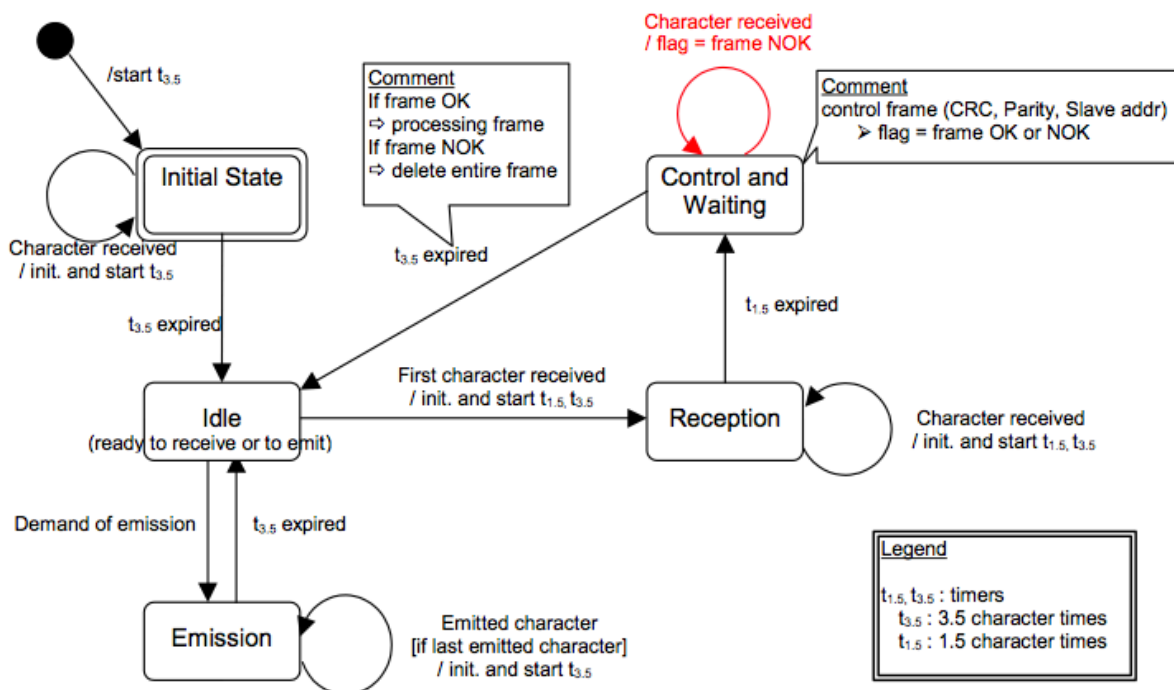 Character received
/ flag = frame NOK
/start t3.5
Comment
If frame OK
⇨ processing frame
If frame NOK
⇨ delete entire frame
Comment
control frame (CRC, Parity, Slave addr)
➢ flag = frame OK or NOK
Initial State
Control and
Waiting
Character received
/ init. and start t3.5
t3.5 expired
t3.5 expired
t1.5 expired
First character received
/ init. and start t1.5, t3.5
Idle
(ready to receive or to emit)
Reception
Character received
/ init. and start t1.5, t3.5
Demand of emission
t3.5 expired
Emission
Emitted character
[if last emitted character]
/ init. and start t3.5
Legend
t1.5, t3.5 : timers
t3.5 : 3.5 character times
t1.5 : 1.5 character times